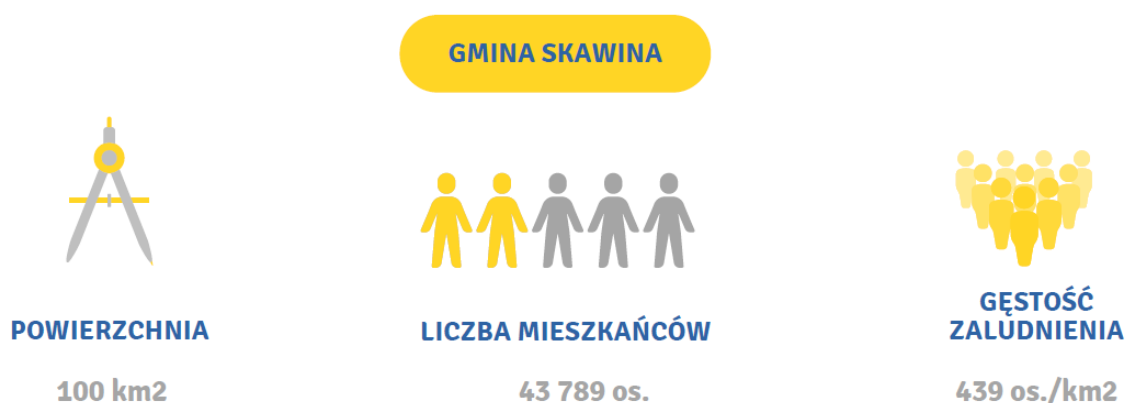 GMINA SKAWINA
POWIERZCHNIA
100 km2
LICZBA MIESZKAŃCÓW
43 789 os.
GĘSTOŚĆ
ZALUDNIENIA
439 os./km2